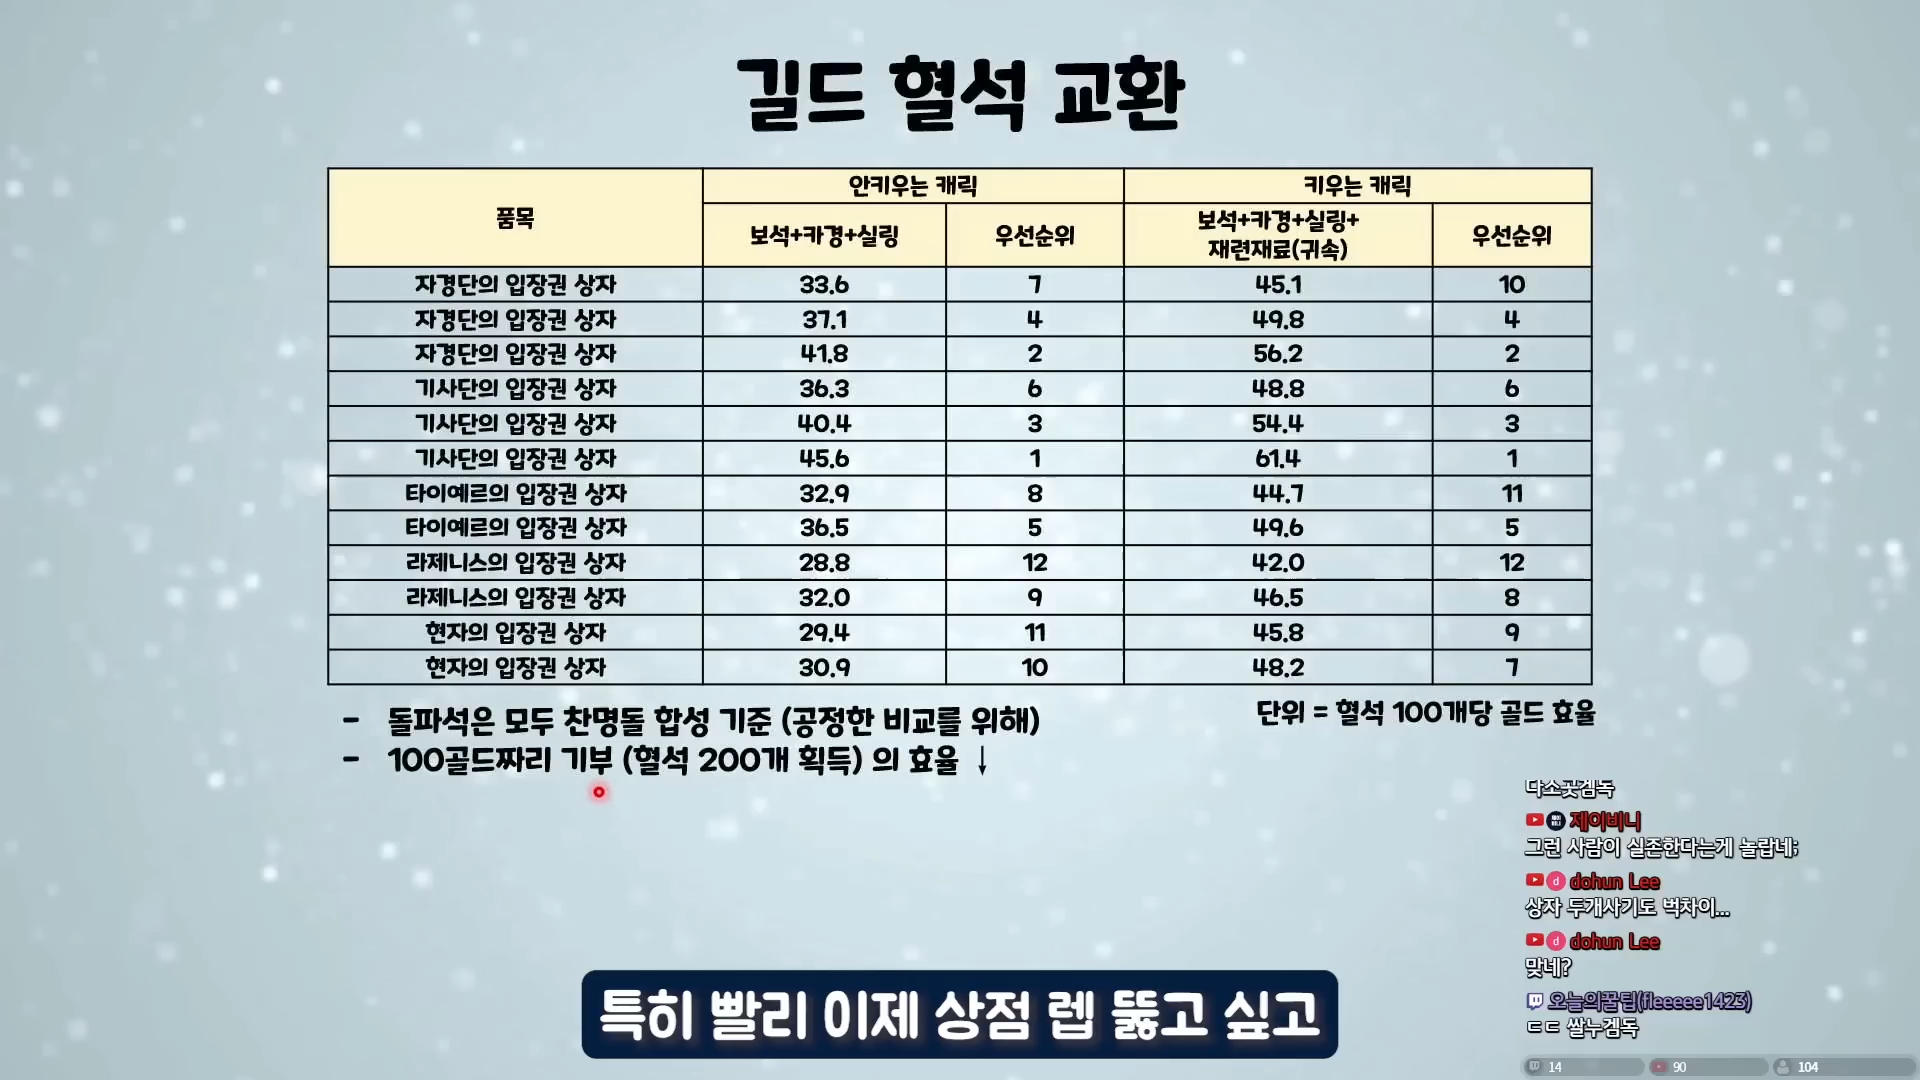 길드 혈석 교환
품목 안키우는 캐릭 키우는 캐릭
보석+카경+실링 우선순위 보석+카경+실링+ 재련재료(귀속) 우선순위
자경단의 입장권 상자 33.6 7 45.1 10
자경단의 입장권 상자 37.1 4 49.8 4
자경단의 입장권 상자 41.8 2 56.2 2
기사단의 입장권 상자 36.3 6 48.8 6
기사단의 입장권 상자 40.4 3 54.4 3
기사단의 입장권 상자 45.6 1 61.4 1
타이예르의 입장권 상자 32.9 8 44.7 11
타이예르의 입장권 상자 36.5 5 49.6 5
라제니스의 입장권 상자 28.8 12 42.0 12
라제니스의 입장권 상자 32.0 9 46.5 8
현자의 입장권 상자 29.4 11 45.8 9
현자의 입장권 상자 30.9 10 48.2 7
- 돌파석은 모두 찬명돌 합성 기준 (공정한 비교를 위해)
단위 = 혈석 100개당 골드 효율
- 100골드짜리 기부 (혈석 200개 획득) 의 효율 ↓
제이비니
그런 사람이 실존한다는게 놀랍네;
d dohun Lee
상자 두개사기도 벅차이...
d dohun Lee
맞네?
오늘의꿀팁(fleeeee1423)
ㄷㄷ 쌀누겜독
특히 빨리 이제 상점 렙 뚫고 싶고
14 90 104